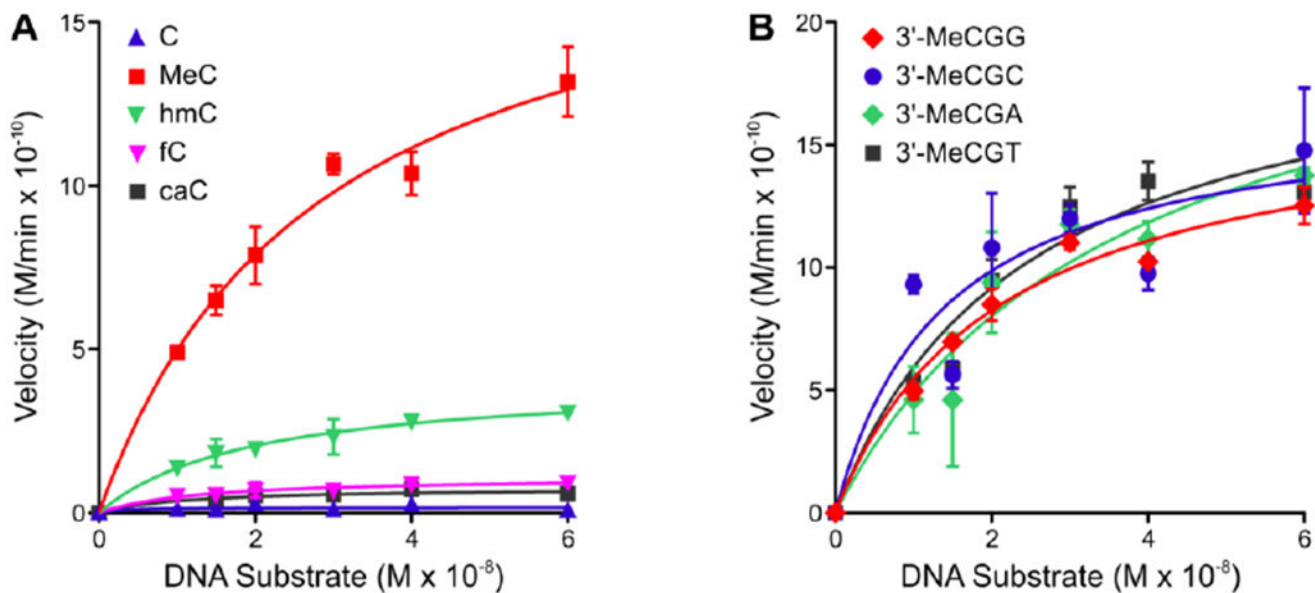 A
15
10
5
0
C
MeC
hmC
fC
caC
Velocity (M/min x 10⁻¹⁰)
0 2 4 6
DNA Substrate (M x 10⁻⁸)
B
20
15
10
5
0
3'-MeCGG
3'-MeCGC
3'-MeCGA
3'-MeCGT
Velocity (M/min x 10⁻¹⁰)
0 2 4 6
DNA Substrate (M x 10⁻⁸)